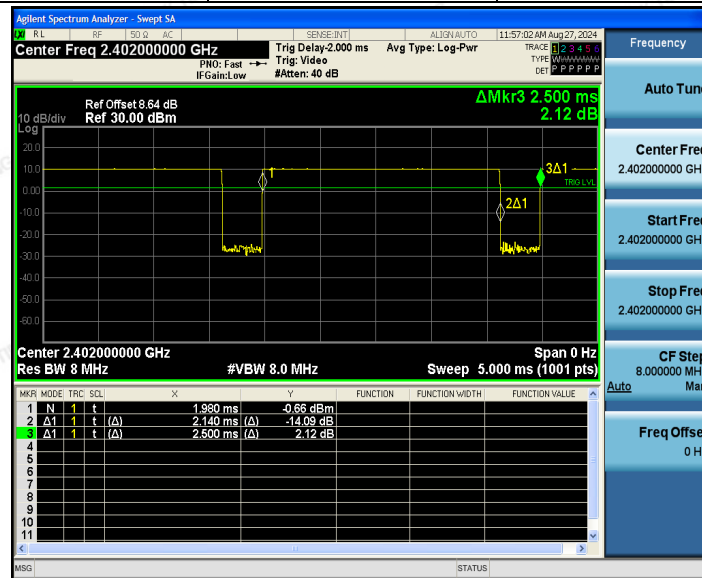 Agilent Spectrum Analyzer - Swept SA
LXI RL RF 50 Ω AC SENSE:INT ALIGN AUTO 11:57:02 AM Aug 27, 2024
Center Freq 2.402000000 GHz Trig Delay-2.000 ms Avg Type: Log-Pwr TRACE 1 2 3 4 5 6
PNO: Fast Trig: Video TYPE WWWWWW
IFGain:Low #Atten: 40 dB DET P P P P P P
Frequency
ΔMkr3 2.500 ms
2.12 dB
Ref Offset 8.64 dB
10 dB/div Ref 30.00 dBm
Log
20.0
10.0
0.00
-10.0
-20.0
-30.0
-40.0
-50.0
-60.0
1
2Δ1
3Δ1
TRIG LVL
Center 2.402000000 GHz Span 0 Hz
Res BW 8 MHz #VBW 8.0 MHz Sweep 5.000 ms (1001 pts)
MKR MODE TRC SCL X Y FUNCTION FUNCTION WIDTH FUNCTION VALUE
1 N 1 t 1.980 ms -0.66 dBm
2 Δ1 1 t (Δ) 2.140 ms (Δ) -14.09 dB
3 Δ1 1 t (Δ) 2.500 ms (Δ) 2.12 dB
4
5
6
7
8
9
10
11
MSG STATUS
Auto Tun
Center Fre
2.402000000 GH
Start Fre
2.402000000 GH
Stop Fre
2.402000000 GH
CF Step
8.000000 MH
Auto Ma
Freq Offse
0 H